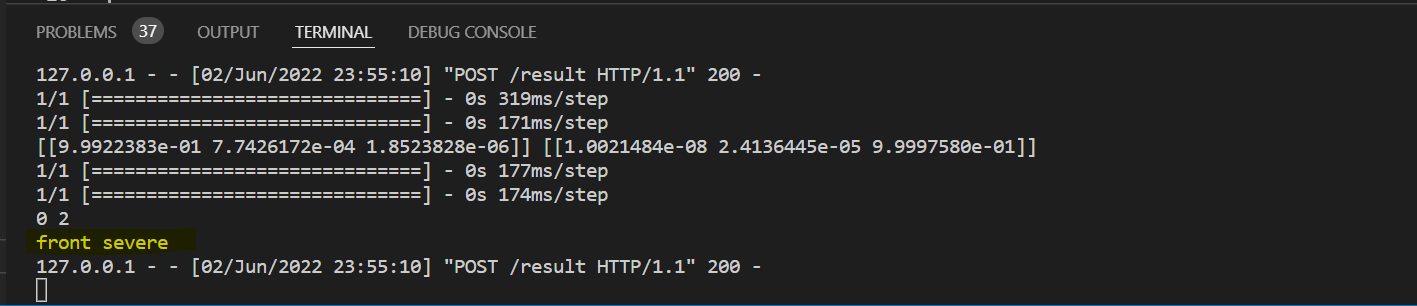 PROBLEMS 37 OUTPUT TERMINAL DEBUG CONSOLE
127.0.0.1 - - [02/Jun/2022 23:55:10] "POST /result HTTP/1.1" 200 -
1/1 [==============================] - 0s 319ms/step
1/1 [==============================] - 0s 171ms/step
[[9.9922383e-01 7.7426172e-04 1.8523828e-06]] [[1.0021484e-08 2.4136445e-05 9.9997580e-01]]
1/1 [==============================] - 0s 177ms/step
1/1 [==============================] - 0s 174ms/step
0 2
front severe
127.0.0.1 - - [02/Jun/2022 23:55:10] "POST /result HTTP/1.1" 200 -